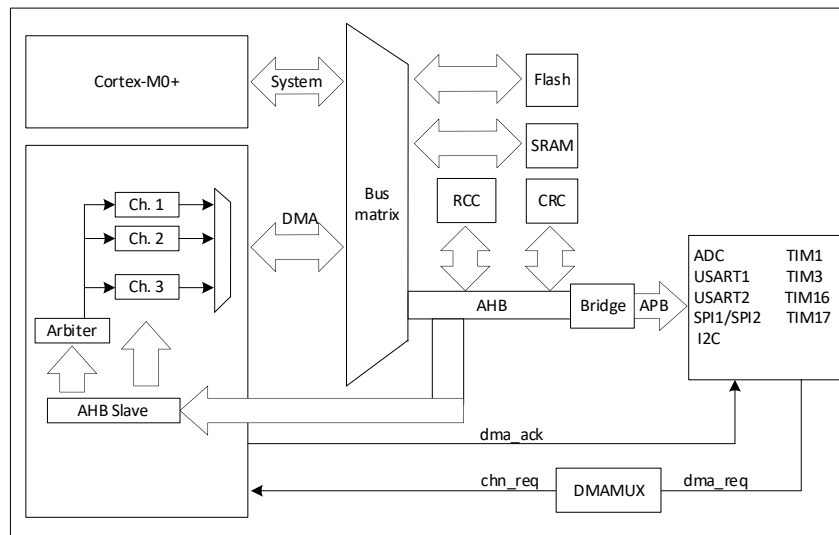 Cortex-M0+
System
Bus
matrix
Flash
SRAM
RCC
CRC
Ch. 1
Ch. 2
Ch. 3
DMA
Arbiter
AHB Slave
AHB
Bridge
APB
ADC
TIM1
USART1
TIM3
USART2
TIM16
SPI1/SPI2
TIM17
I2C
dma_ack
chn_req
DMAMUX
dma_req